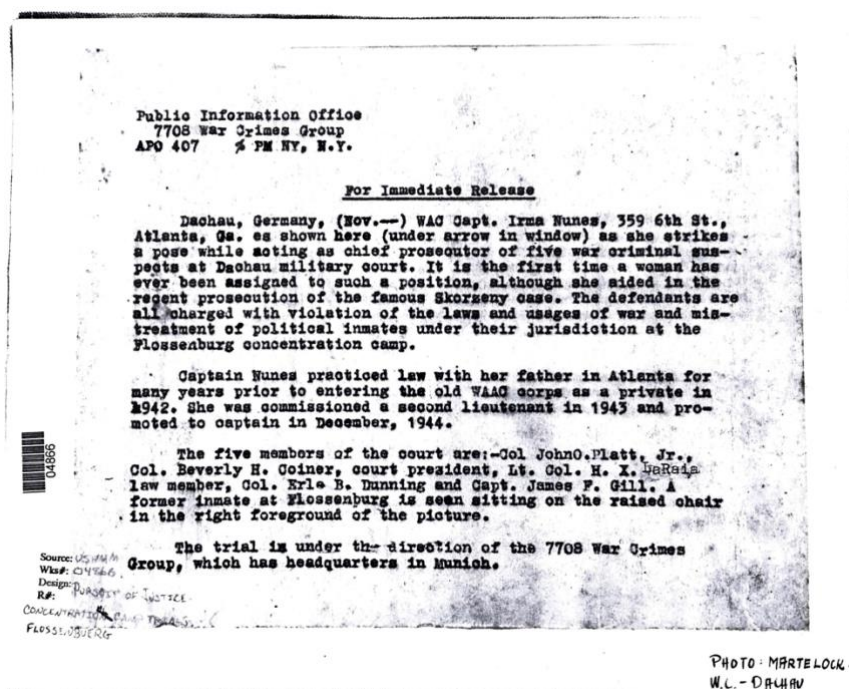 Public Information Office
7708 War Crimes Group
APO 407 % PM NY, N.Y.
For Immediate Release
Dachau, Germany, (Nov.--) WAC Capt. Irma Nunes, 359 6th St.,
Atlanta, Ga. es shown here (under arrow in window) as she strikes
a pose while acting as chief prosequtor of five war criminal sus-
pects at Dachau military court. It is the first time a woman has
ever been assigned to such a position, although she aided in the
recent prosecution of the famous Skorzeny case. The defendants are
all charged with violation of the laws and usages of war and mis-
treatment of political inmates under their jurisdiction at the
Flossenburg concentration camp.
Captain Nunes practiced law with her father in Atlanta for
many years prior to entering the old WAAC corps as a private in
1942. She was commissioned a second lieutenant in 1943 and pro-
moted to captain in December, 1944.
The five members of the court are:-Col JohnO.Platt, Jr.,
Col. Beverly H. Coiner, court president, Lt. Col. H. X. LaRaia
law member, Col. Erle B. Dunning and Capt. James F. Gill. A
former inmate at Flossenburg is seen sitting on the raised chair
in the right foreground of the picture.
The trial is under the direction of the 7708 War Crimes
Group, which has headquarters in Munich.
04866
Source: USHMM
Wks#: 04866
Design: PURSUIT OF JUSTICE
R#:
CONCENTRATION CAMP TRIALS
FLOSSENBUERG
PHOTO: MARTELOCK
W.C. - DACHAU